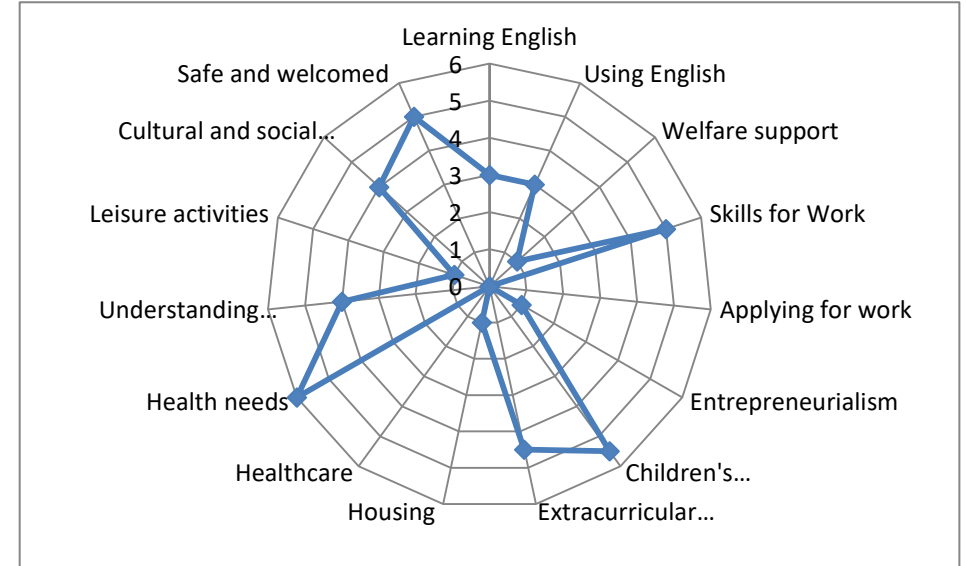 Learning English
Using English
Welfare support
Skills for Work
Applying for work
Entrepreneurialism
Children's…
Extracurricular…
Housing
Healthcare
Health needs
Understanding…
Leisure activities
Cultural and social…
Safe and welcomed
6
5
4
3
2
1
0